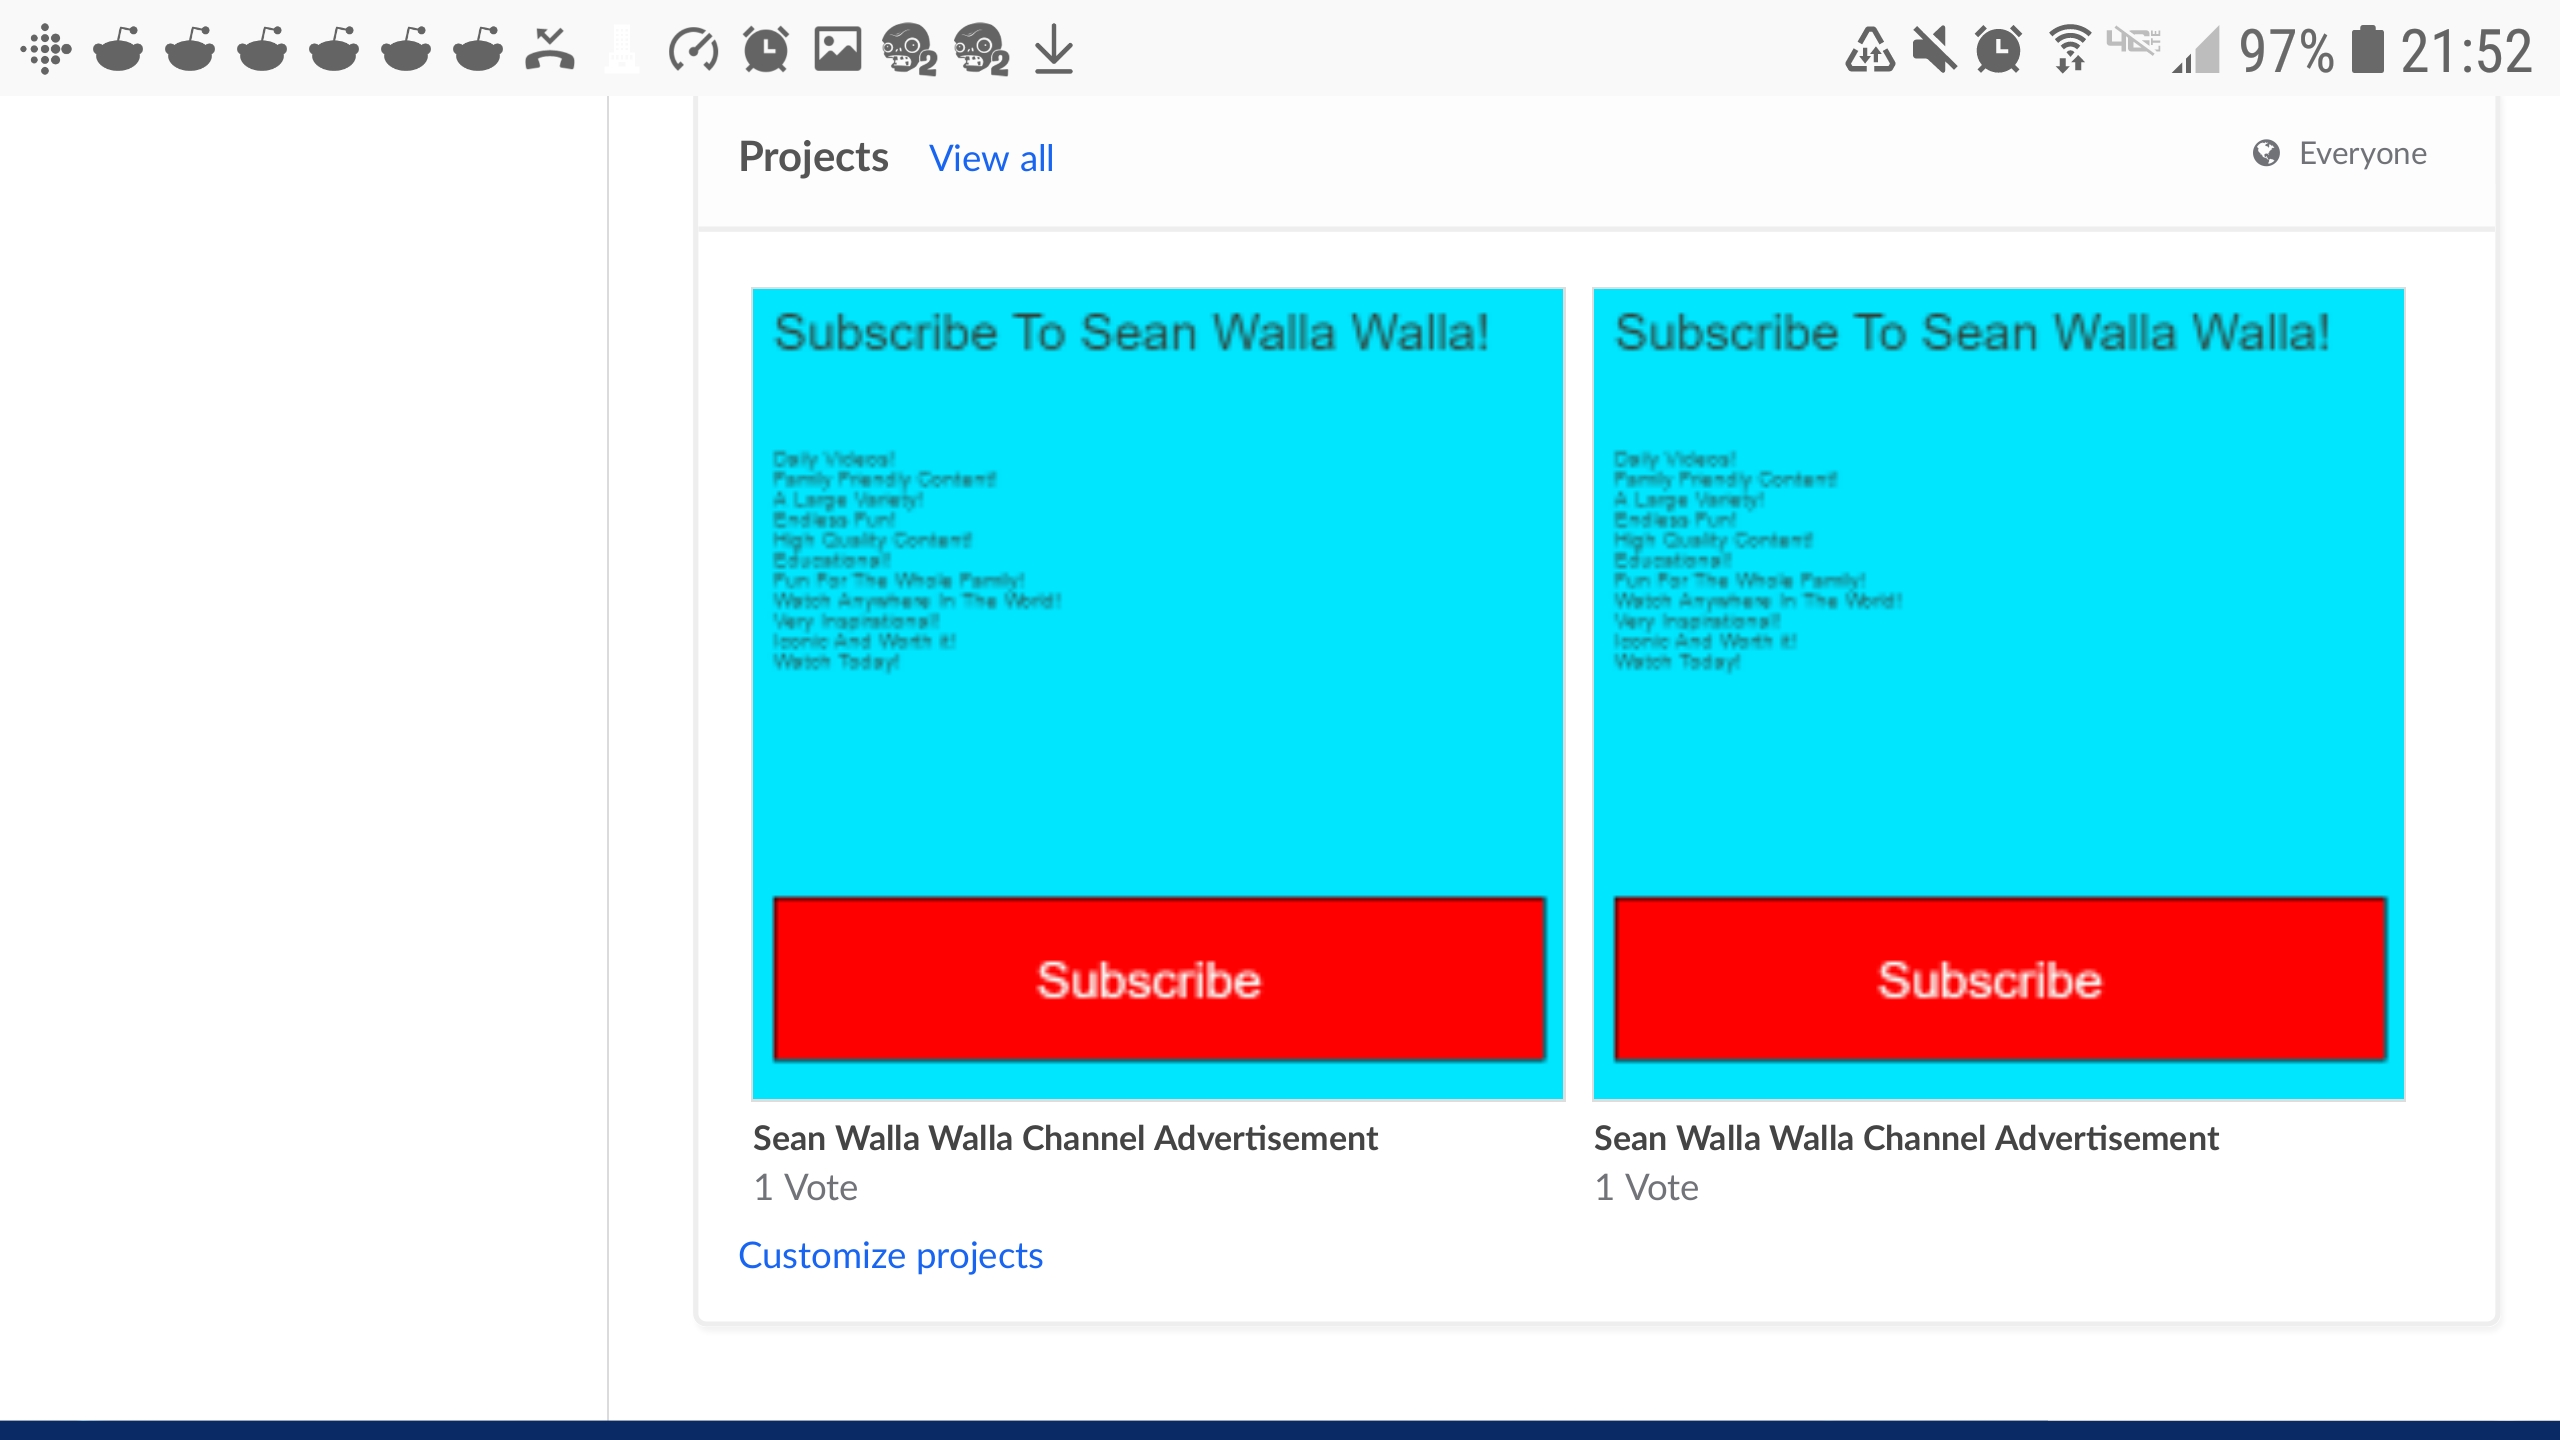 97% 21:52
Projects View all Everyone
Subscribe To Sean Walla Walla!
Daily Videos!
Family Friendly Content!
A Large Variety!
Endless Fun!
High Quality Content!
Educational!
Fun For The Whole Family!
Watch Anywhere In The World!
Very Inspirational!
Iconic And Worth It!
Watch Today!
Subscribe
Sean Walla Walla Channel Advertisement
1 Vote
Subscribe To Sean Walla Walla!
Daily Videos!
Family Friendly Content!
A Large Variety!
Endless Fun!
High Quality Content!
Educational!
Fun For The Whole Family!
Watch Anywhere In The World!
Very Inspirational!
Iconic And Worth It!
Watch Today!
Subscribe
Sean Walla Walla Channel Advertisement
1 Vote
Customize projects